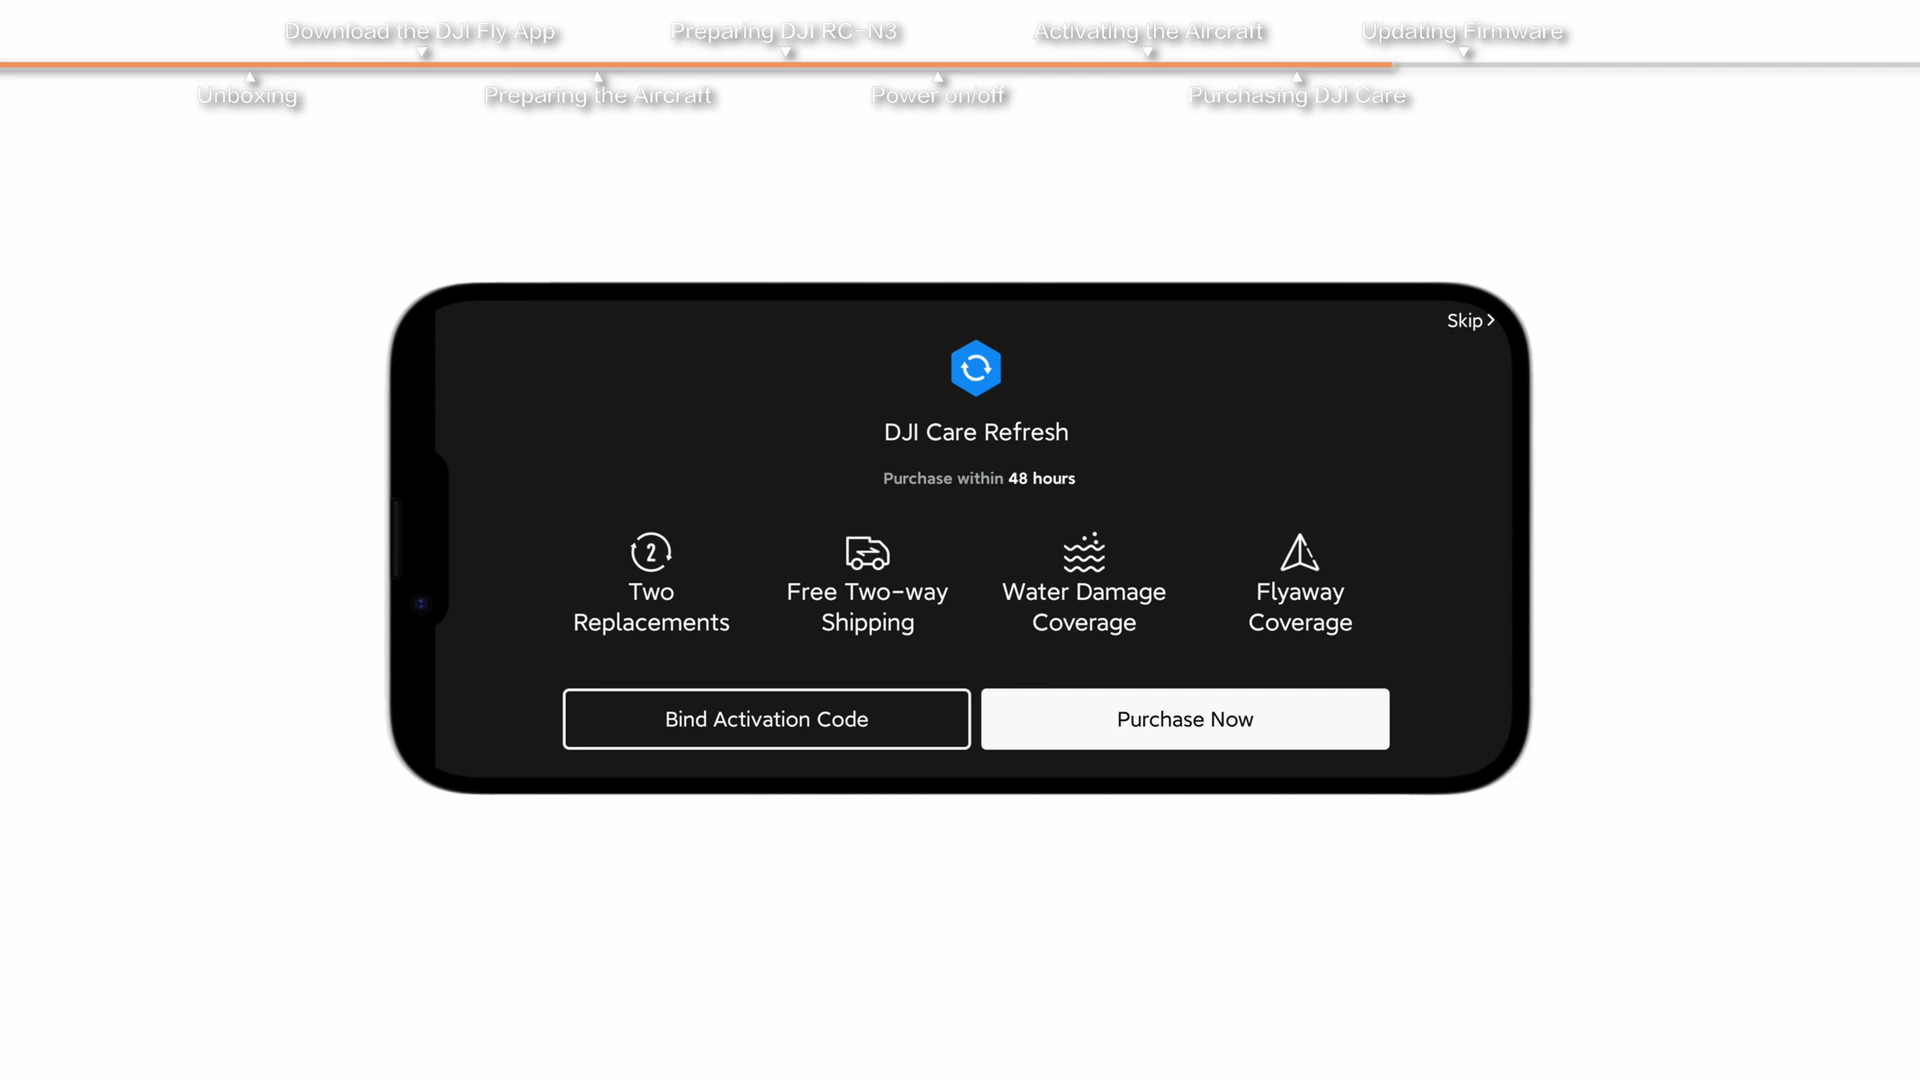 Download the DJI Fly App
Preparing DJI RC-N3
Activating the Aircraft
Updating Firmware
Unboxing
Preparing the Aircraft
Power on/off
Purchasing DJI Care
Skip
DJI Care Refresh
Purchase within 48 hours
2
Two
Replacements
Free Two-way
Shipping
Water Damage
Coverage
Flyaway
Coverage
Bind Activation Code
Purchase Now